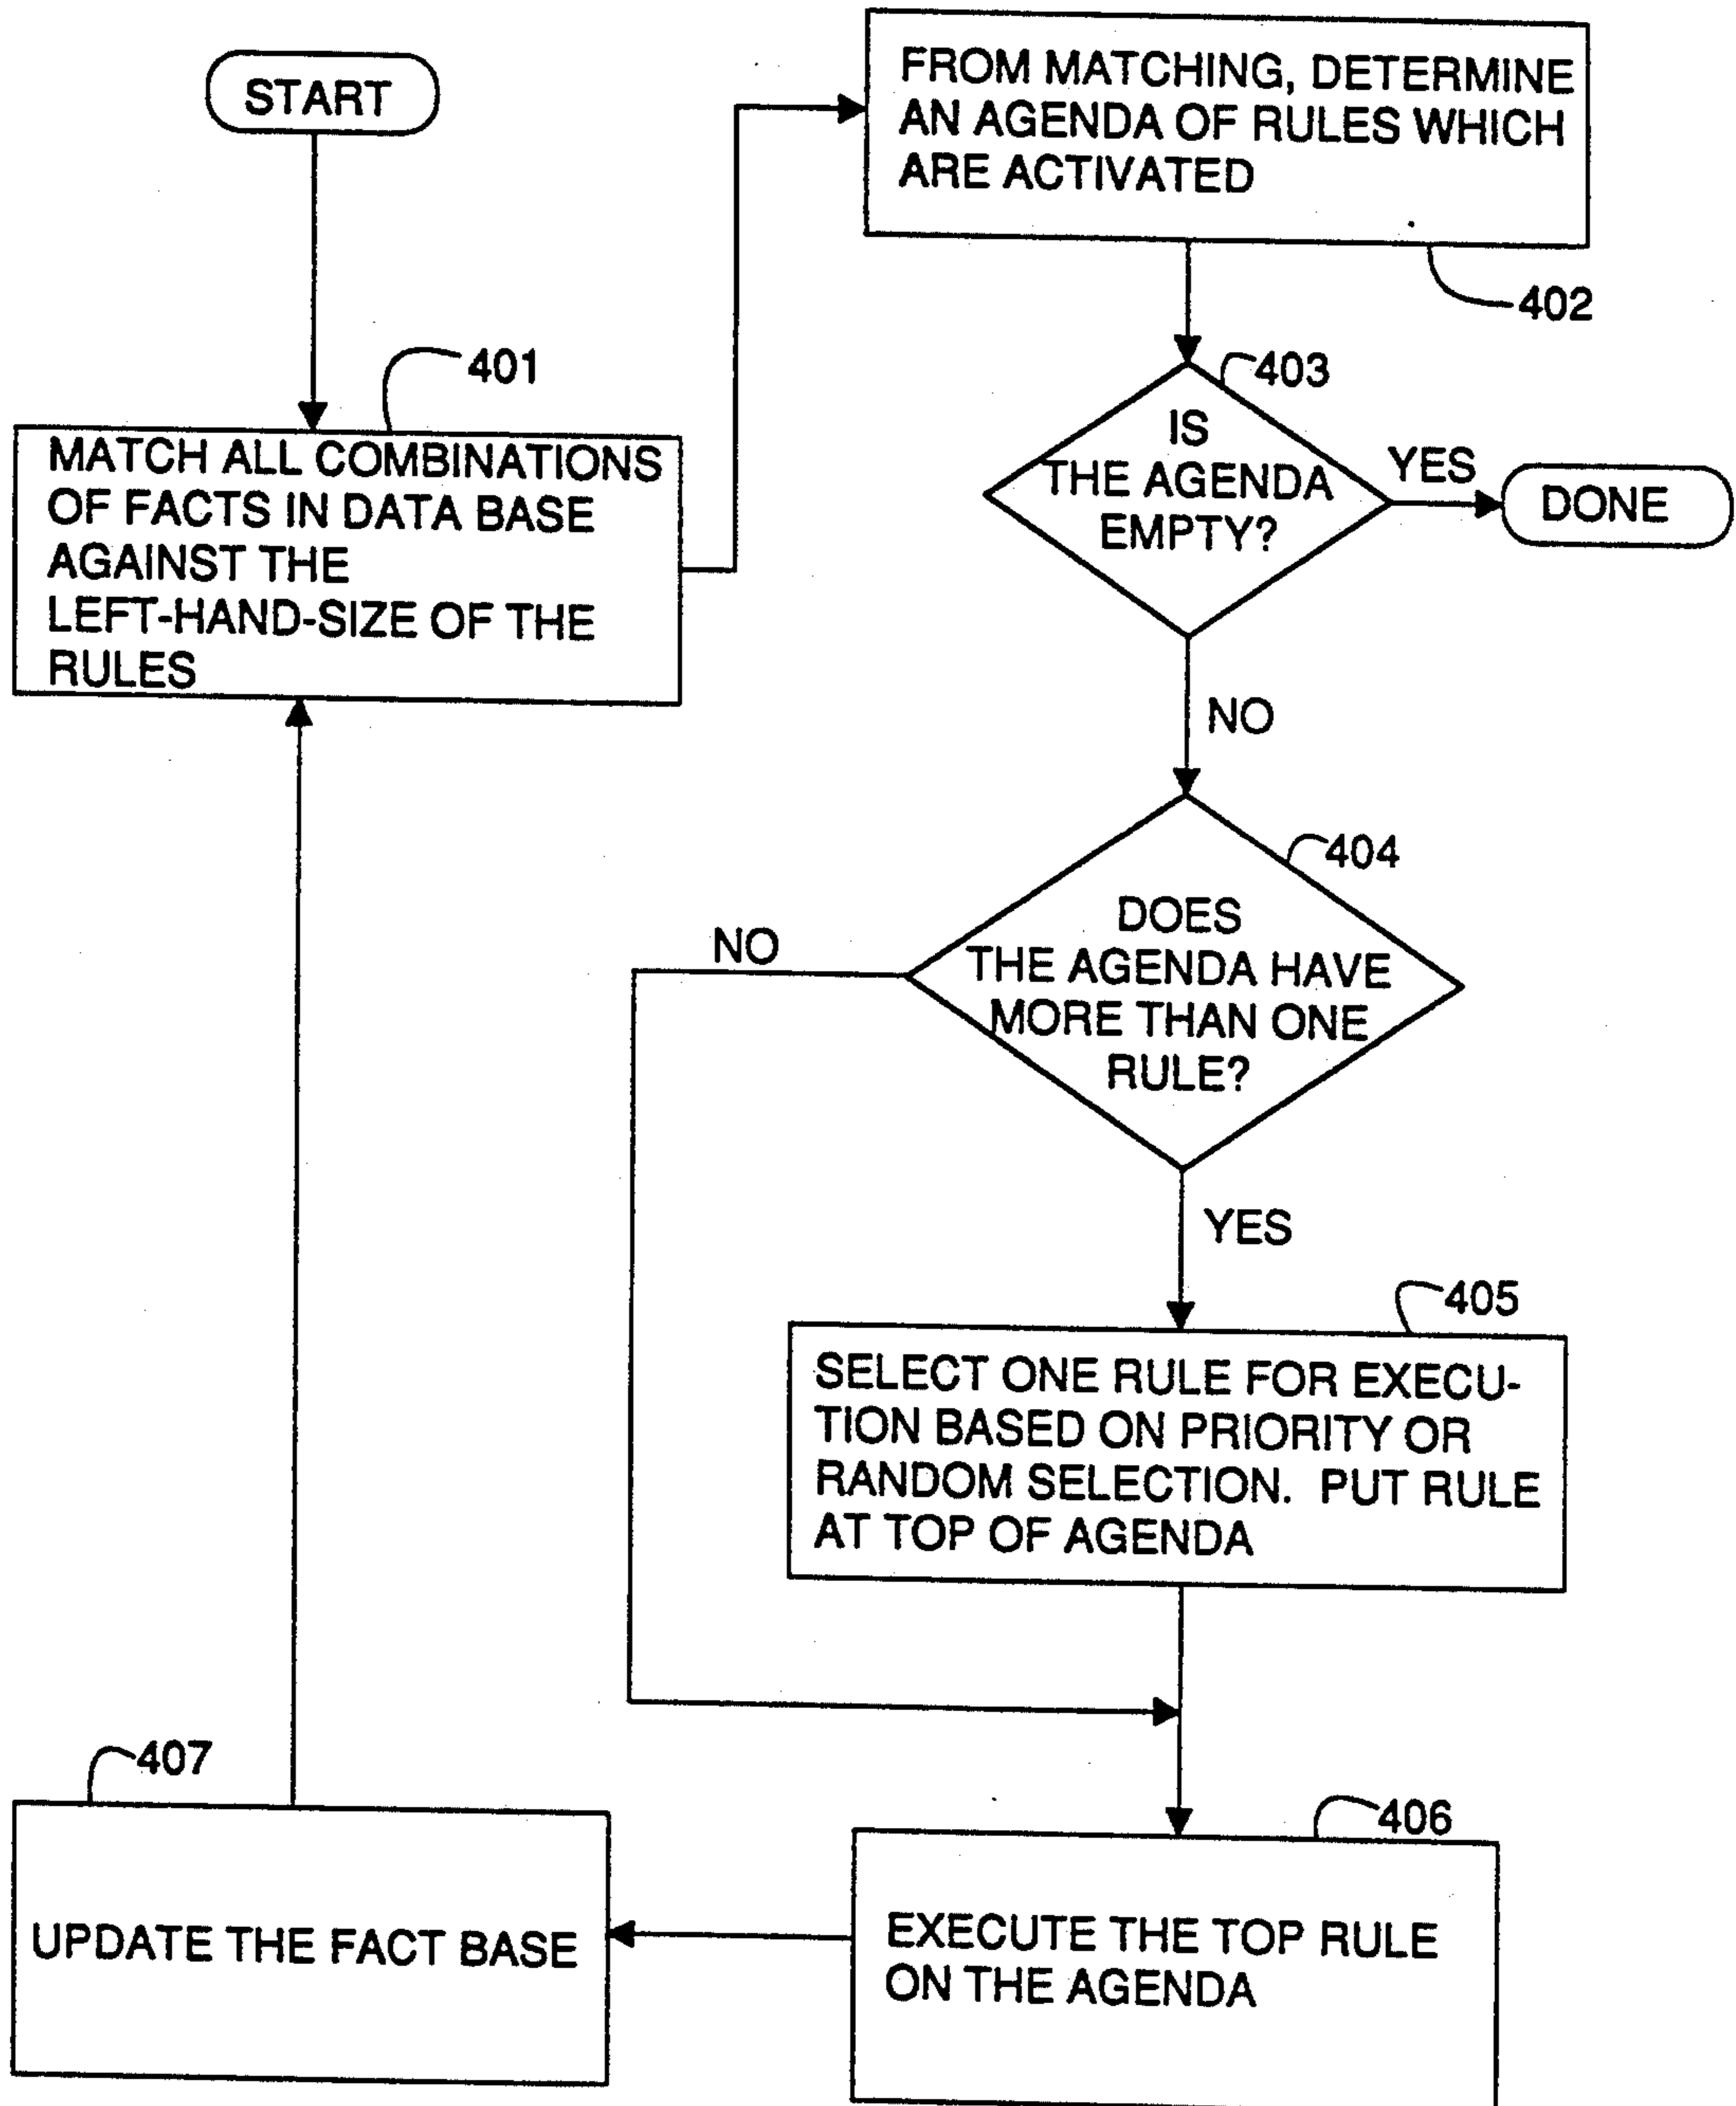 START
401
MATCH ALL COMBINATIONS
OF FACTS IN DATA BASE
AGAINST THE
LEFT-HAND-SIZE OF THE
RULES
FROM MATCHING, DETERMINE
AN AGENDA OF RULES WHICH
ARE ACTIVATED
402
403
IS
THE AGENDA
EMPTY?
YES
DONE
NO
404
DOES
THE AGENDA HAVE
MORE THAN ONE
RULE?
NO
YES
405
SELECT ONE RULE FOR EXECU-
TION BASED ON PRIORITY OR
RANDOM SELECTION. PUT RULE
AT TOP OF AGENDA
406
EXECUTE THE TOP RULE
ON THE AGENDA
407
UPDATE THE FACT BASE